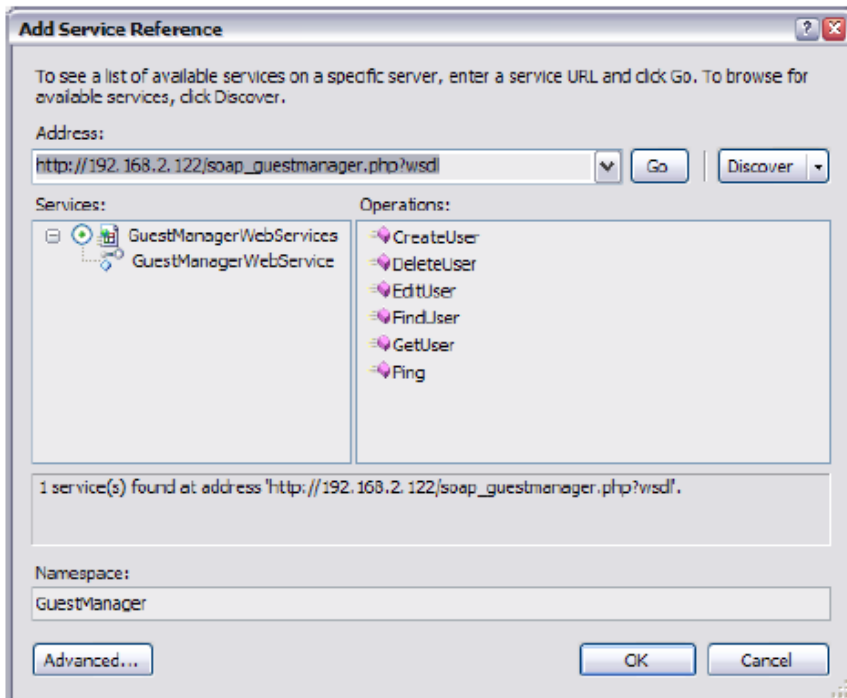 Add Service Reference
To see a list of available services on a specific server, enter a service URL and click Go. To browse for
available services, click Discover.
Address:
http://192.168.2.122/soap_guestmanager.php?wsdl
Go
Discover
Services:
Operations:
GuestManagerWebServices
GuestManagerWebService
CreateUser
DeleteUser
EditUser
FindUser
GetUser
Ping
1 service(s) found at address 'http://192.168.2.122/soap_guestmanager.php?wsdl'.
Namespace:
GuestManager
Advanced...
OK
Cancel